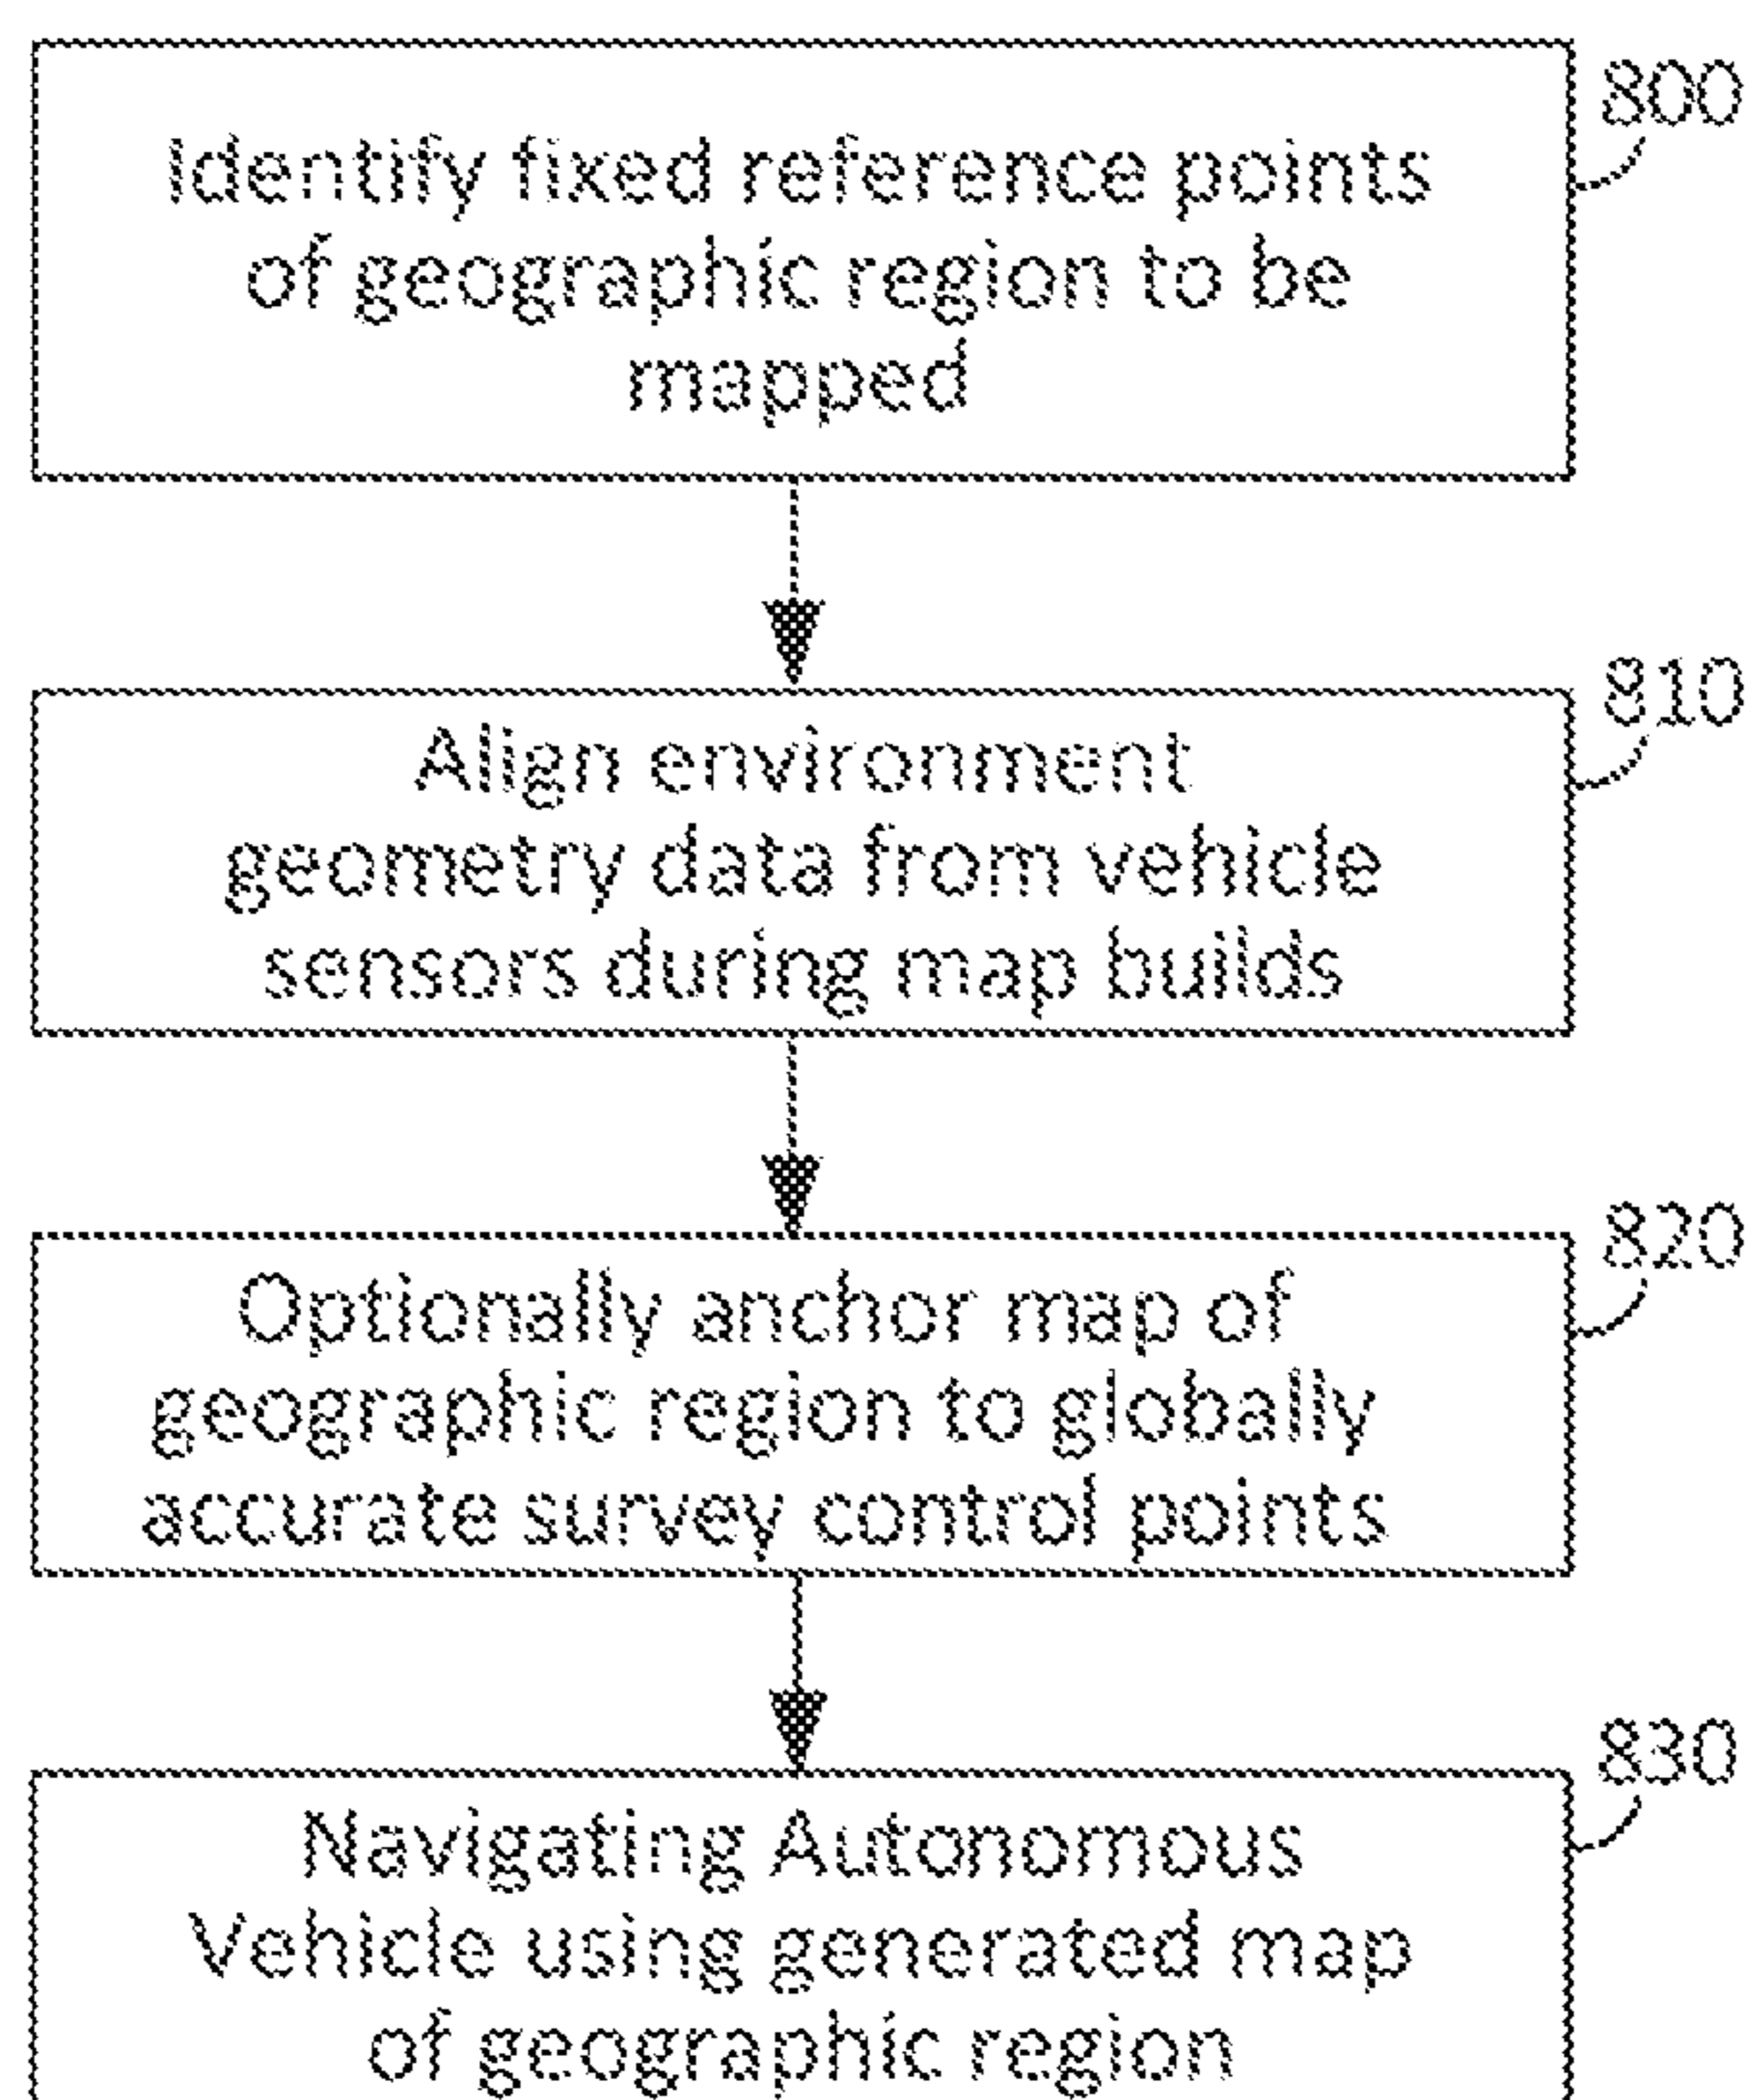 800
Identify fixed reference points
of geographic region to be
mapped
810
Align environment
geometry data from vehicle
sensors during map builds
820
Optionally anchor map of
geographic region to globally
accurate survey control points
830
Navigating Autonomous
Vehicle using generated map
of geographic region